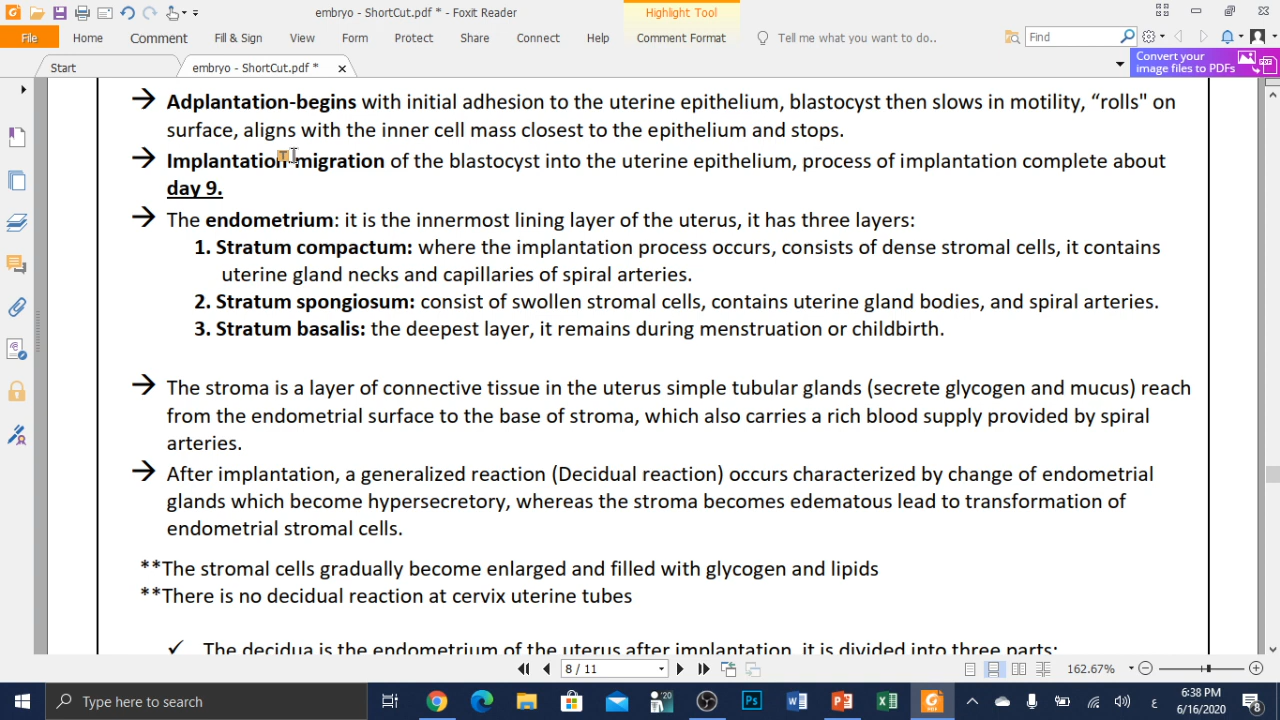 embryo - ShortCut.pdf * - Foxit Reader
Highlight Tool
File Home Comment Fill & Sign View Form Protect Share Connect Help Comment Format Tell me what you want to do.. Find
Start embryo - ShortCut.pdf *
Convert your
image files to PDFs
→ Adplantation-begins with initial adhesion to the uterine epithelium, blastocyst then slows in motility, “rolls" on
surface, aligns with the inner cell mass closest to the epithelium and stops.
→ Implantation-migration of the blastocyst into the uterine epithelium, process of implantation complete about
day 9.
→ The endometrium: it is the innermost lining layer of the uterus, it has three layers:
1. Stratum compactum: where the implantation process occurs, consists of dense stromal cells, it contains
uterine gland necks and capillaries of spiral arteries.
2. Stratum spongiosum: consist of swollen stromal cells, contains uterine gland bodies, and spiral arteries.
3. Stratum basalis: the deepest layer, it remains during menstruation or childbirth.
→ The stroma is a layer of connective tissue in the uterus simple tubular glands (secrete glycogen and mucus) reach
from the endometrial surface to the base of stroma, which also carries a rich blood supply provided by spiral
arteries.
→ After implantation, a generalized reaction (Decidual reaction) occurs characterized by change of endometrial
glands which become hypersecretory, whereas the stroma becomes edematous lead to transformation of
endometrial stromal cells.
**The stromal cells gradually become enlarged and filled with glycogen and lipids
**There is no decidual reaction at cervix uterine tubes
✓ The decidua is the endometrium of the uterus after implantation, it is divided into three parts:
8 / 11 162.67%
Type here to search
ع 6:38 PM
6/16/2020 8